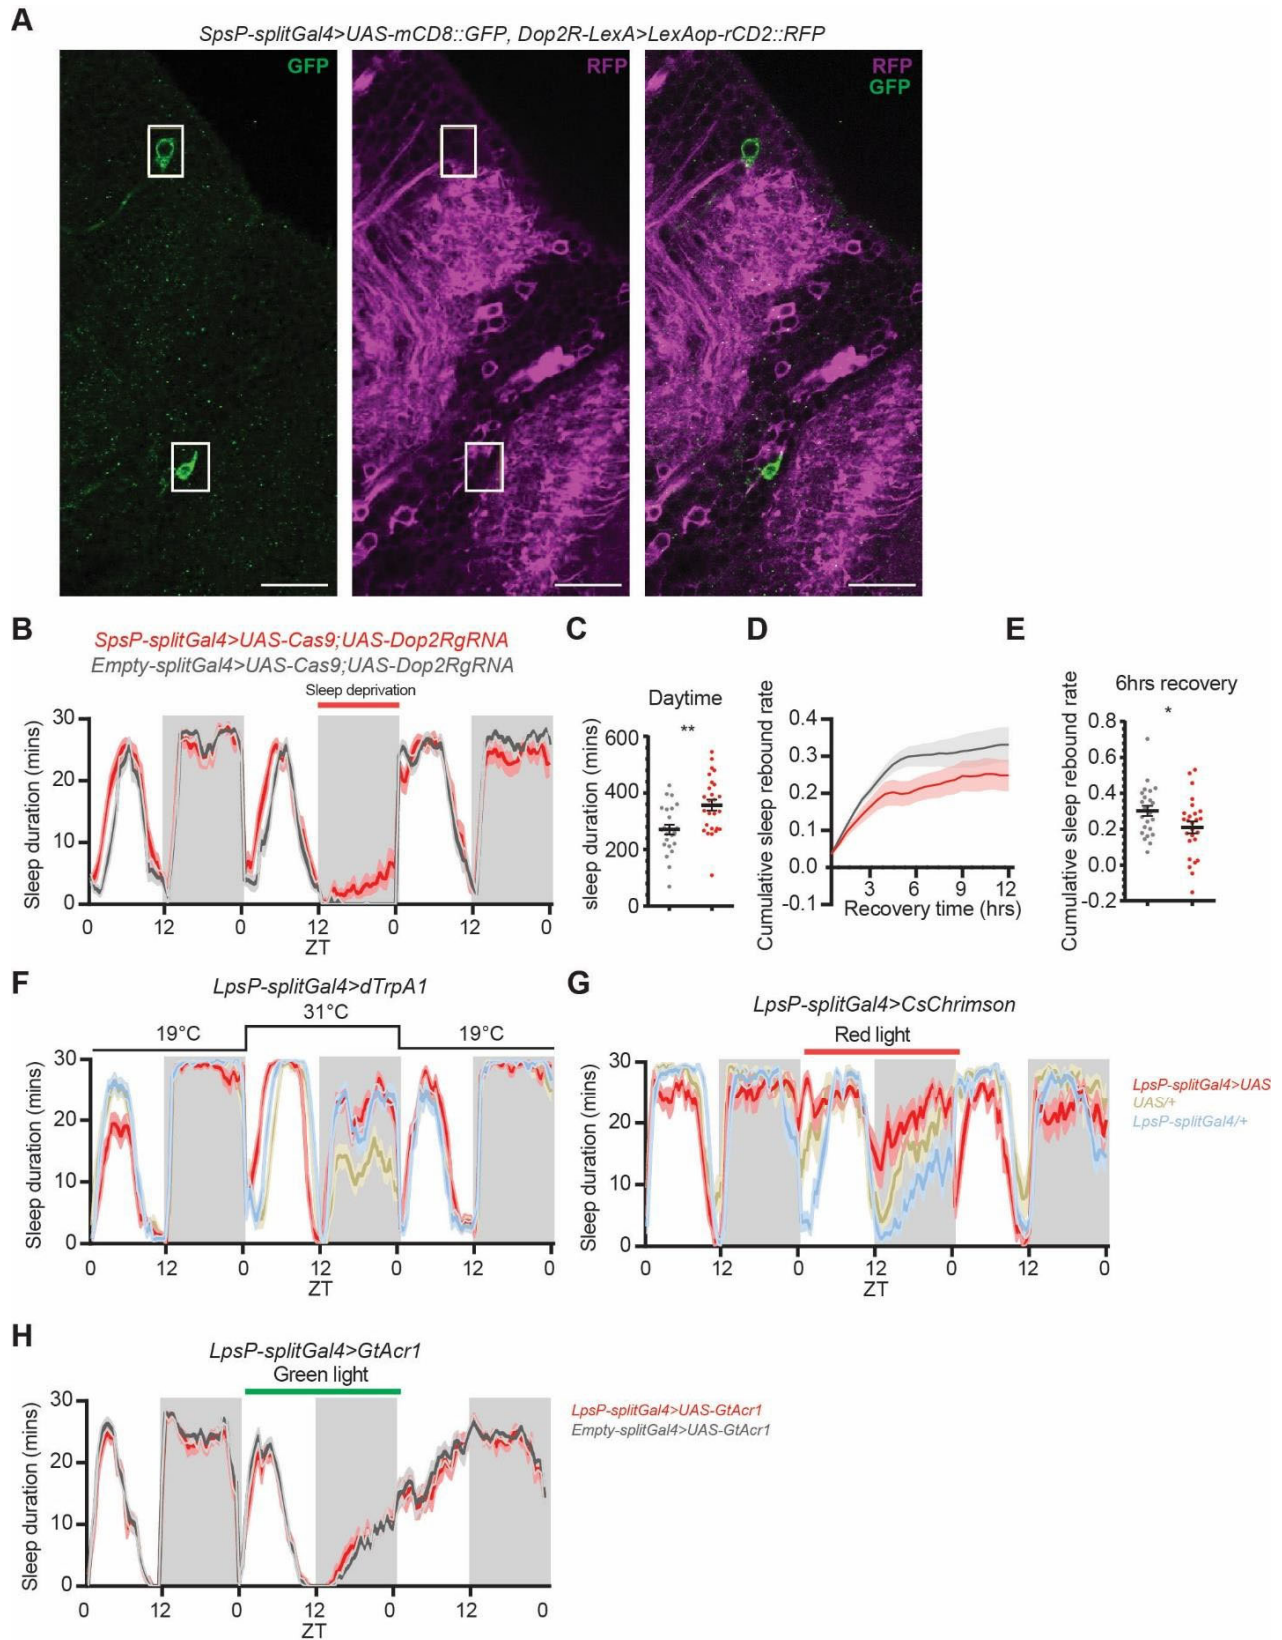 A
SpsP-splitGal4>UAS-mCD8::GFP, Dop2R-LexA>LexAop-rCD2::RFP
GFP
RFP
RFP
GFP
B
SpsP-splitGal4>UAS-Cas9;UAS-Dop2RgRNA
Empty-splitGal4>UAS-Cas9;UAS-Dop2RgRNA
Sleep deprivation
Sleep duration (mins)
30
20
10
0
0 12 0 12 0 12 0
ZT
C
Daytime
**
sleep duration (mins)
600
400
200
0
D
Cumulative sleep rebound rate
0.4
0.3
0.2
0.1
0.0
-0.1
3 6 9 12
Recovery time (hrs)
E
6hrs recovery
*
Cumulative sleep rebound rate
0.8
0.6
0.4
0.2
0.0
-0.2
F
LpsP-splitGal4>dTrpA1
31°C
19°C 19°C
Sleep duration (mins)
30
20
10
0
0 12 0 12 0 12 0
ZT
G
LpsP-splitGal4>CsChrimson
Red light
Sleep duration (mins)
30
20
10
0
0 12 0 12 0 12 0
ZT
LpsP-splitGal4>UAS
UAS/+
LpsP-splitGal4/+
H
LpsP-splitGal4>GtAcr1
Green light
Sleep duration (mins)
30
20
10
0
0 12 0 12 0 12 0
ZT
LpsP-splitGal4>UAS-GtAcr1
Empty-splitGal4>UAS-GtAcr1